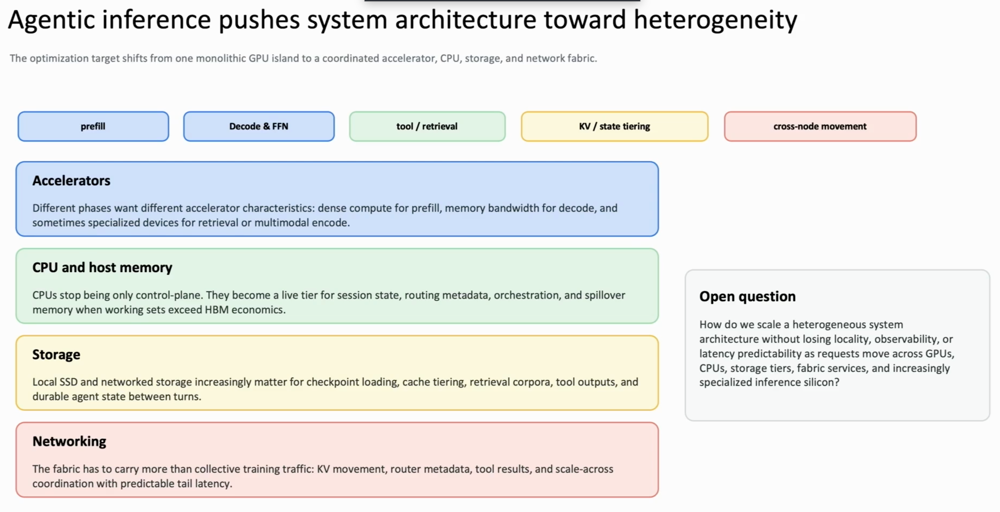 Agentic inference pushes system architecture toward heterogeneity
The optimization target shifts from one monolithic GPU island to a coordinated accelerator, CPU, storage, and network fabric.
prefill
Decode & FFN
tool / retrieval
KV / state tiering
cross-node movement
Accelerators
Different phases want different accelerator characteristics: dense compute for prefill, memory bandwidth for decode, and
sometimes specialized devices for retrieval or multimodal encode.
CPU and host memory
CPUs stop being only control-plane. They become a live tier for session state, routing metadata, orchestration, and spillover
memory when working sets exceed HBM economics.
Storage
Local SSD and networked storage increasingly matter for checkpoint loading, cache tiering, retrieval corpora, tool outputs, and
durable agent state between turns.
Networking
The fabric has to carry more than collective training traffic: KV movement, router metadata, tool results, and scale-across
coordination with predictable tail latency.
Open question
How do we scale a heterogeneous system
architecture without losing locality, observability, or
latency predictability as requests move across GPUs,
CPUs, storage tiers, fabric services, and increasingly
specialized inference silicon?